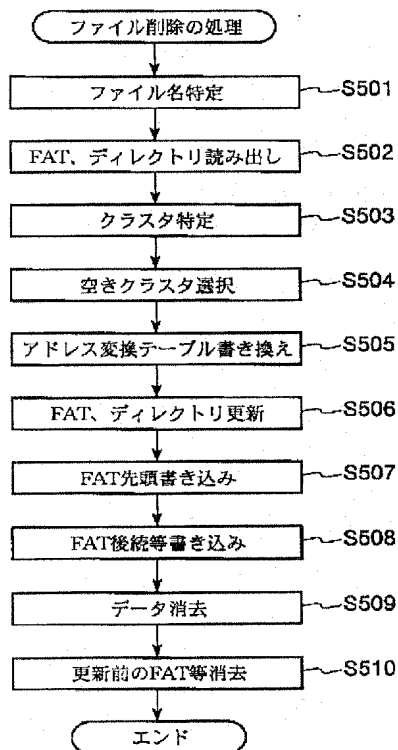 ファイル削除の処理
ファイル名特定 S501
FAT、ディレクトリ読み出し S502
クラスタ特定 S503
空きクラスタ選択 S504
アドレス変換テーブル書き換え S505
FAT、ディレクトリ更新 S506
FAT先頭書き込み S507
FAT後続等書き込み S508
データ消去 S509
更新前のFAT等消去 S510
エンド